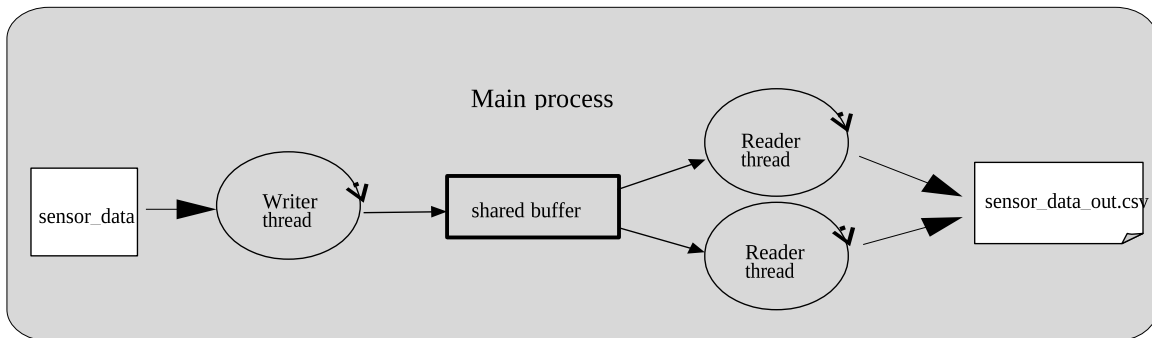 Main process
sensor_data
Writer
thread
shared buffer
Reader
thread
Reader
thread
sensor_data_out.csv